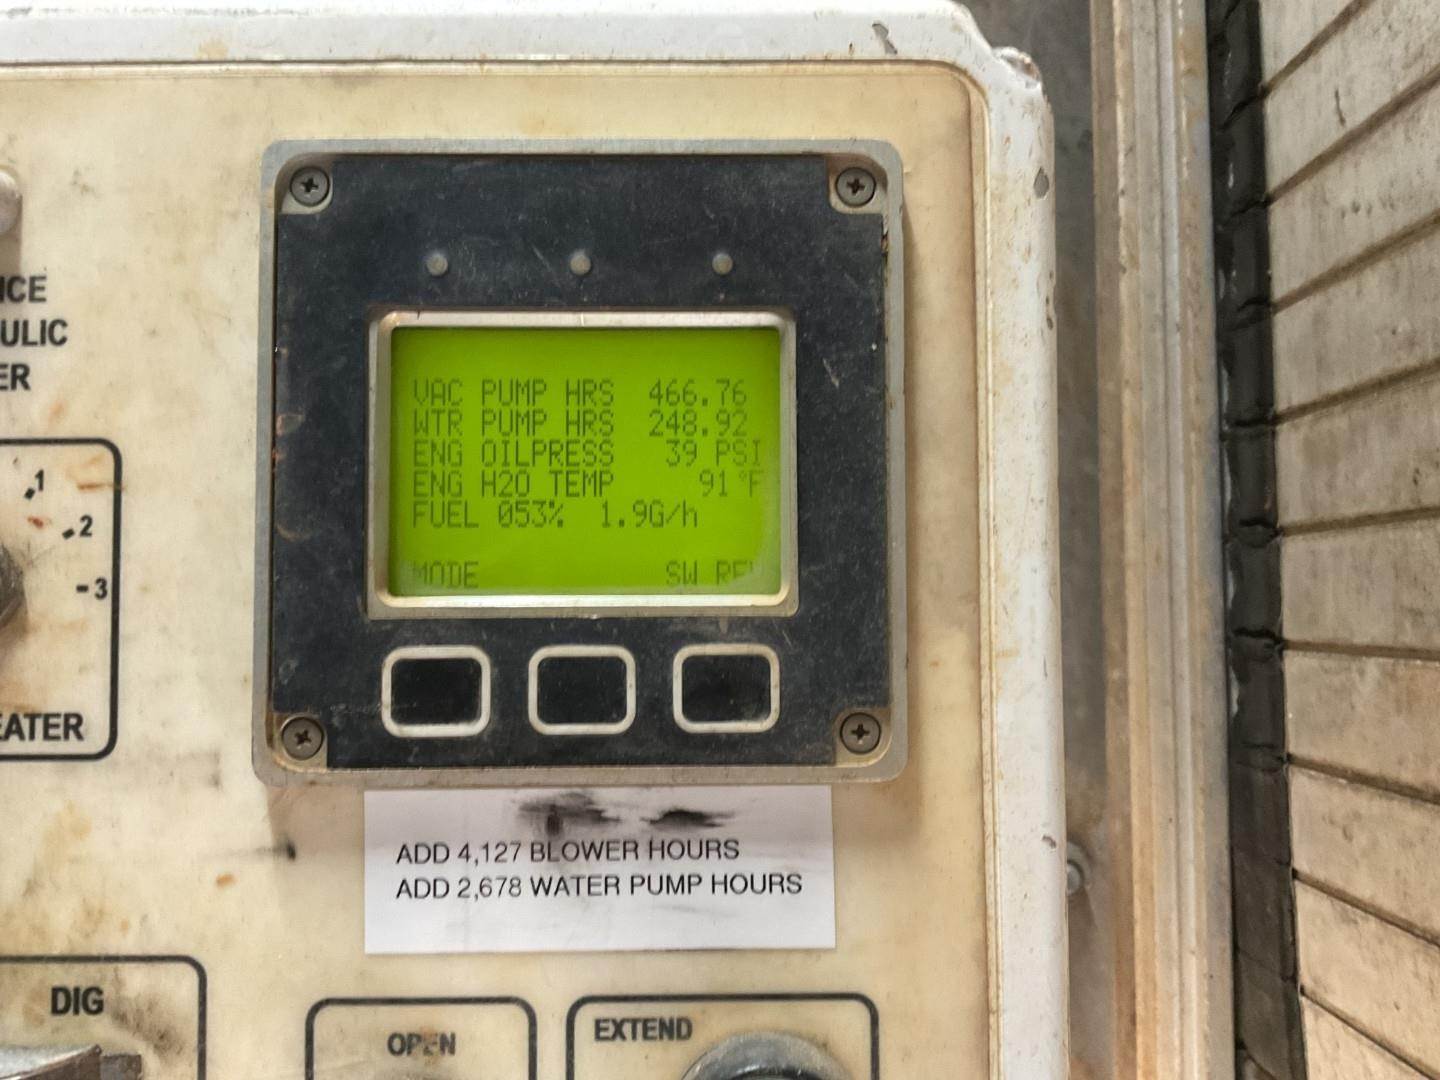 VAC PUMP HRS 466.76
WTR PUMP HRS 248.92
ENG OILPRESS 39 PSI
ENG H2O TEMP 91 °F
FUEL 053% 1.9G/h
MODE SW REV
ICE
ULIC
ER
1
2
3
EATER
ADD 4,127 BLOWER HOURS
ADD 2,678 WATER PUMP HOURS
DIG
OPEN
EXTEND